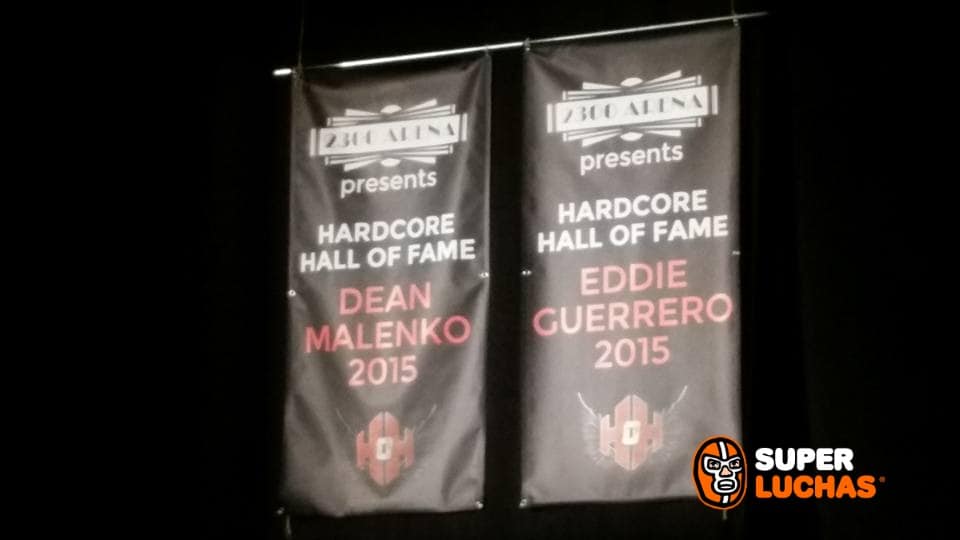 2300 ARENA
presents
HARDCORE
HALL OF FAME
DEAN
MALENKO
2015
2300 ARENA
presents
HARDCORE
HALL OF FAME
EDDIE
GUERRERO
2015
SUPER
LUCHAS